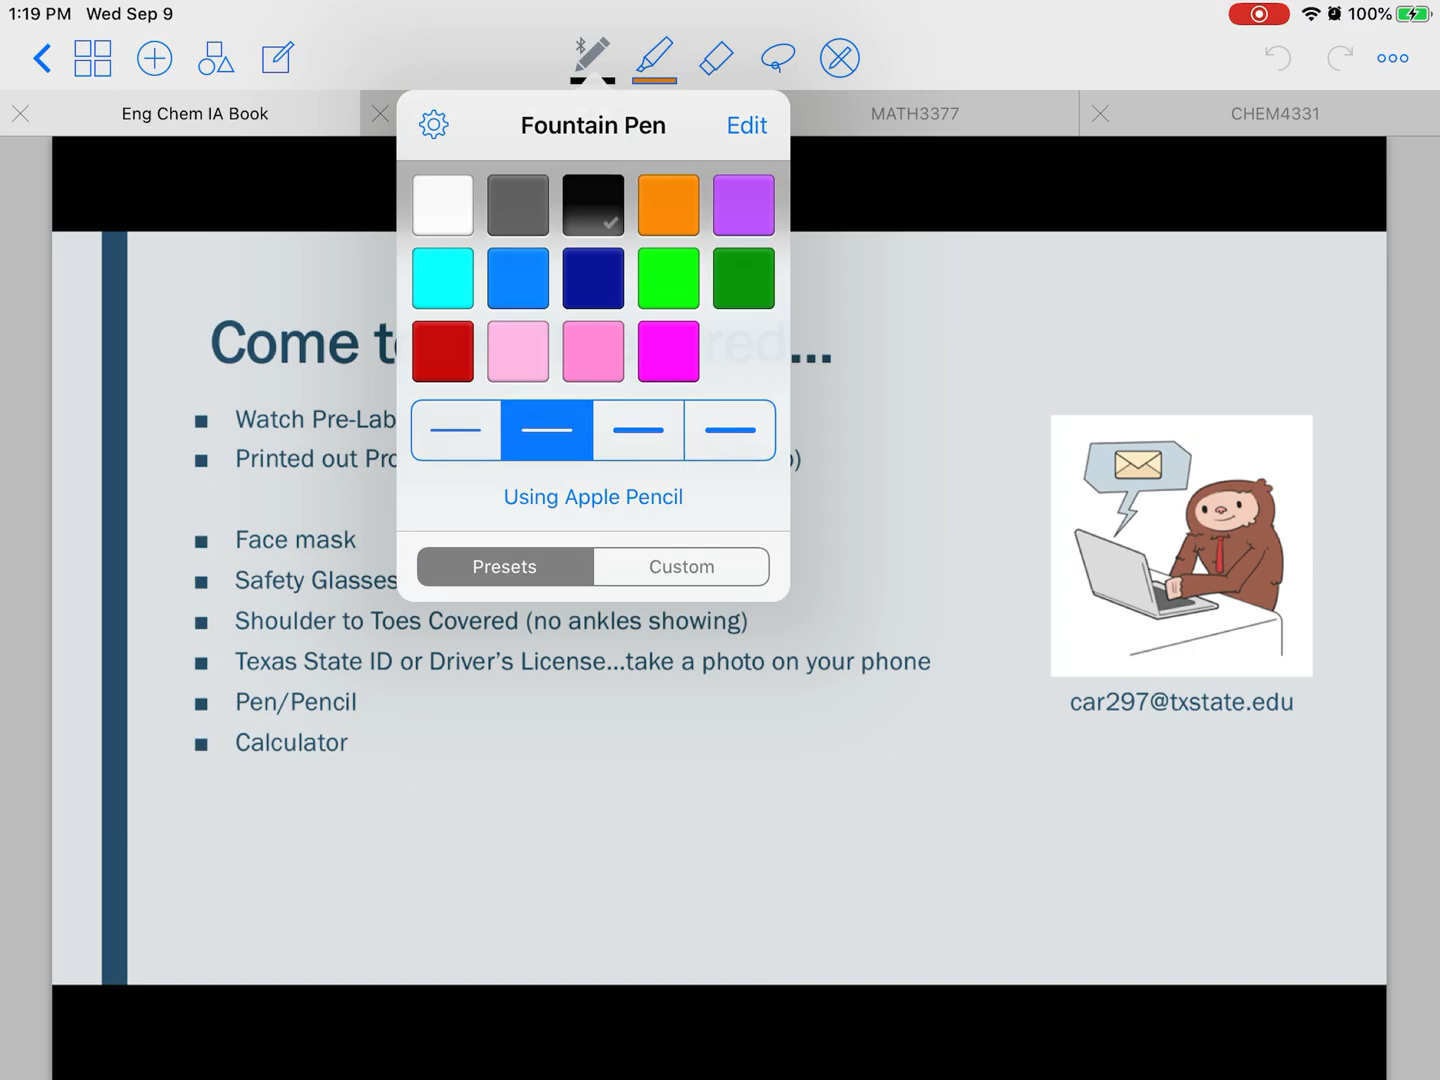 1:19 PM Wed Sep 9
100%
Eng Chem IA Book
MATH3377
CHEM4331
Fountain Pen
Edit
Come
...
Watch Pre-Lab
Printed out
Using Apple Pencil
Face mask
Presets
Custom
Safety Glasses
Shoulder to Toes Covered (no ankles showing)
Texas State ID or Driver's License...take a photo on your phone
Pen/Pencil
car297@txstate.edu
Calculator